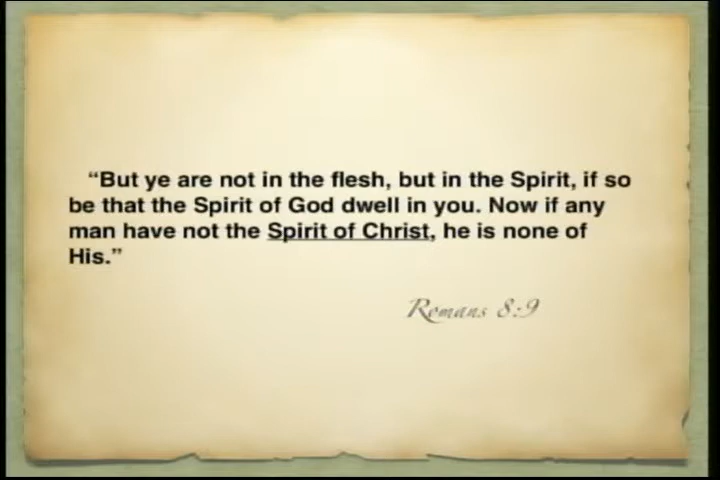 “But ye are not in the flesh, but in the Spirit, if so
be that the Spirit of God dwell in you. Now if any
man have not the Spirit of Christ, he is none of
His.”
Romans 8:9